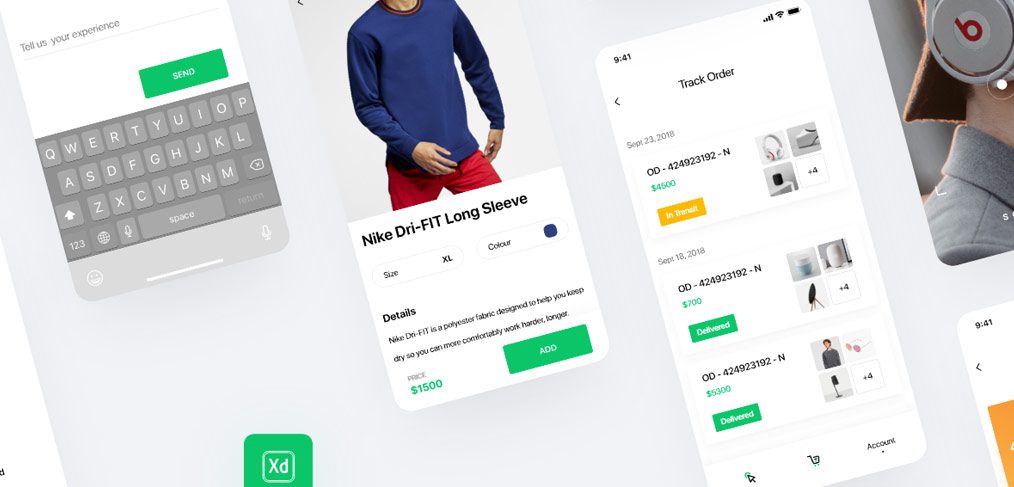 Tell us your experience
SEND
Q W E R T Y U I O P
A S D F G H J K L
Z X C V B N M
123
space
return
Nike Dri-FIT Long Sleeve
Size
XL
Colour
Details
Nike Dri-FIT is a polyester fabric designed to help you keep
dry so you can more comfortably work harder, longer.
PRICE
$1500
ADD
Xd
9:41
Track Order
Sept 23, 2018
OD - 424923192 - N
$4500
In Transit
+4
Sept 18, 2018
OD - 424923192 - N
$700
Delivered
+4
OD - 424923192 - N
$5300
Delivered
+4
Account
9:41